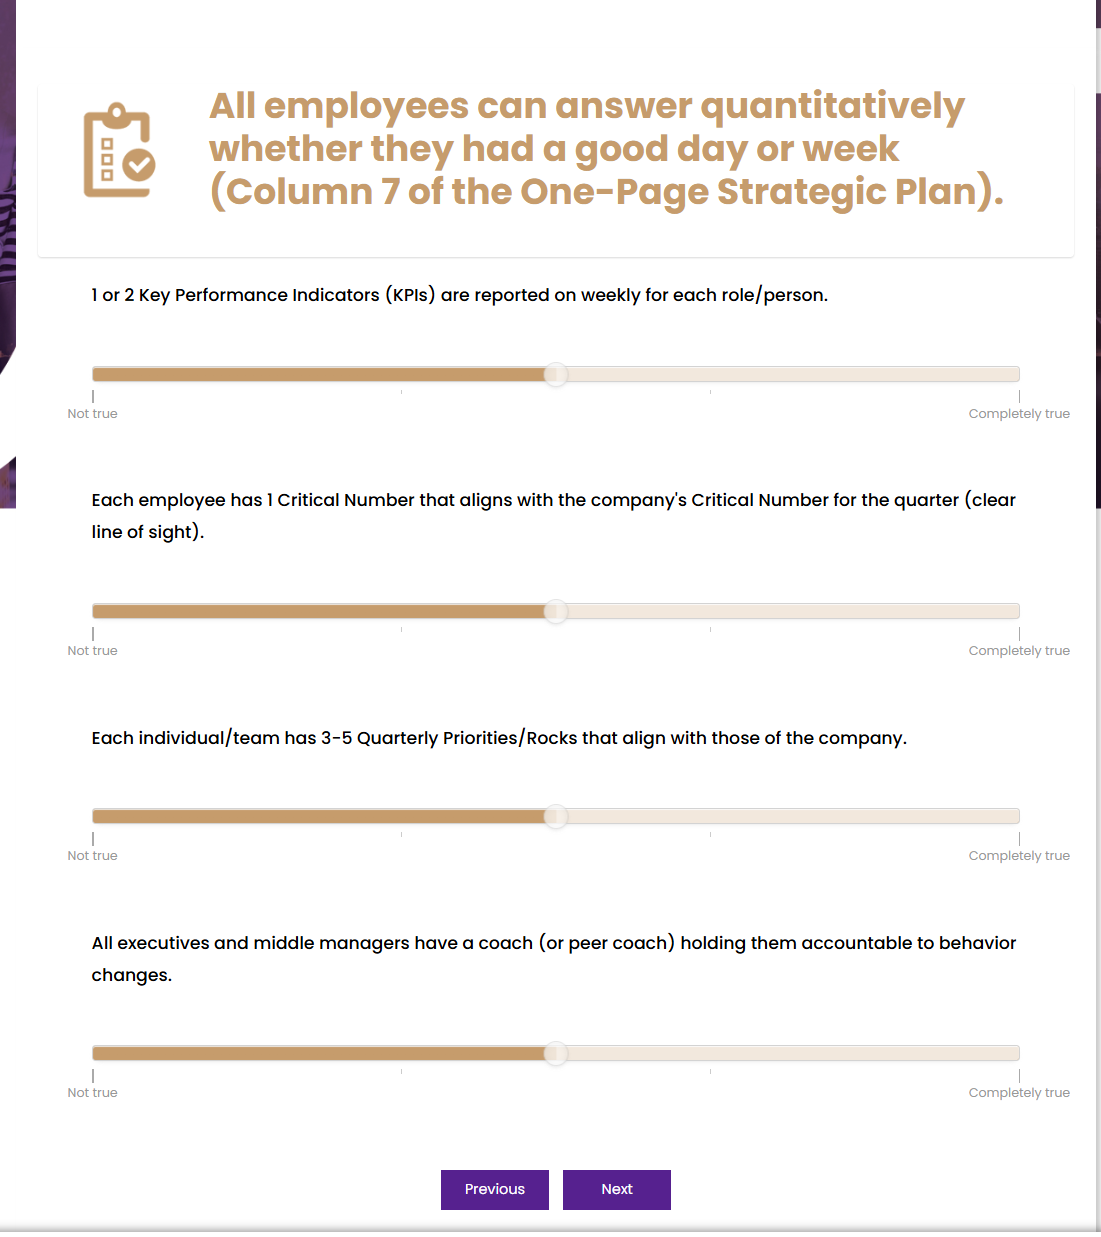 All employees can answer quantitatively
whether they had a good day or week
(Column 7 of the One-Page Strategic Plan).
1 or 2 Key Performance Indicators (KPIs) are reported on weekly for each role/person.
Not true
Completely true
Each employee has 1 Critical Number that aligns with the company's Critical Number for the quarter (clear
line of sight).
Not true
Completely true
Each individual/team has 3-5 Quarterly Priorities/Rocks that align with those of the company.
Not true
Completely true
All executives and middle managers have a coach (or peer coach) holding them accountable to behavior
changes.
Not true
Completely true
Previous
Next